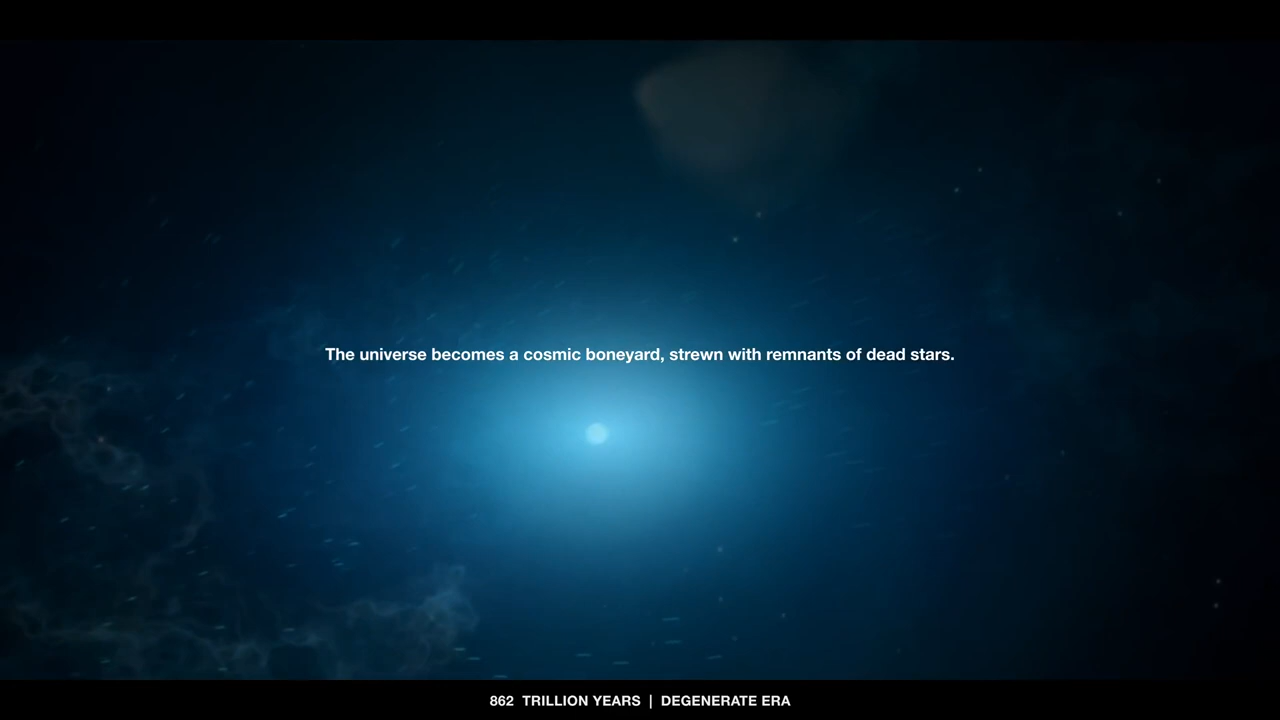 The universe becomes a cosmic boneyard, strewn with remnants of dead stars.
862 TRILLION YEARS | DEGENERATE ERA